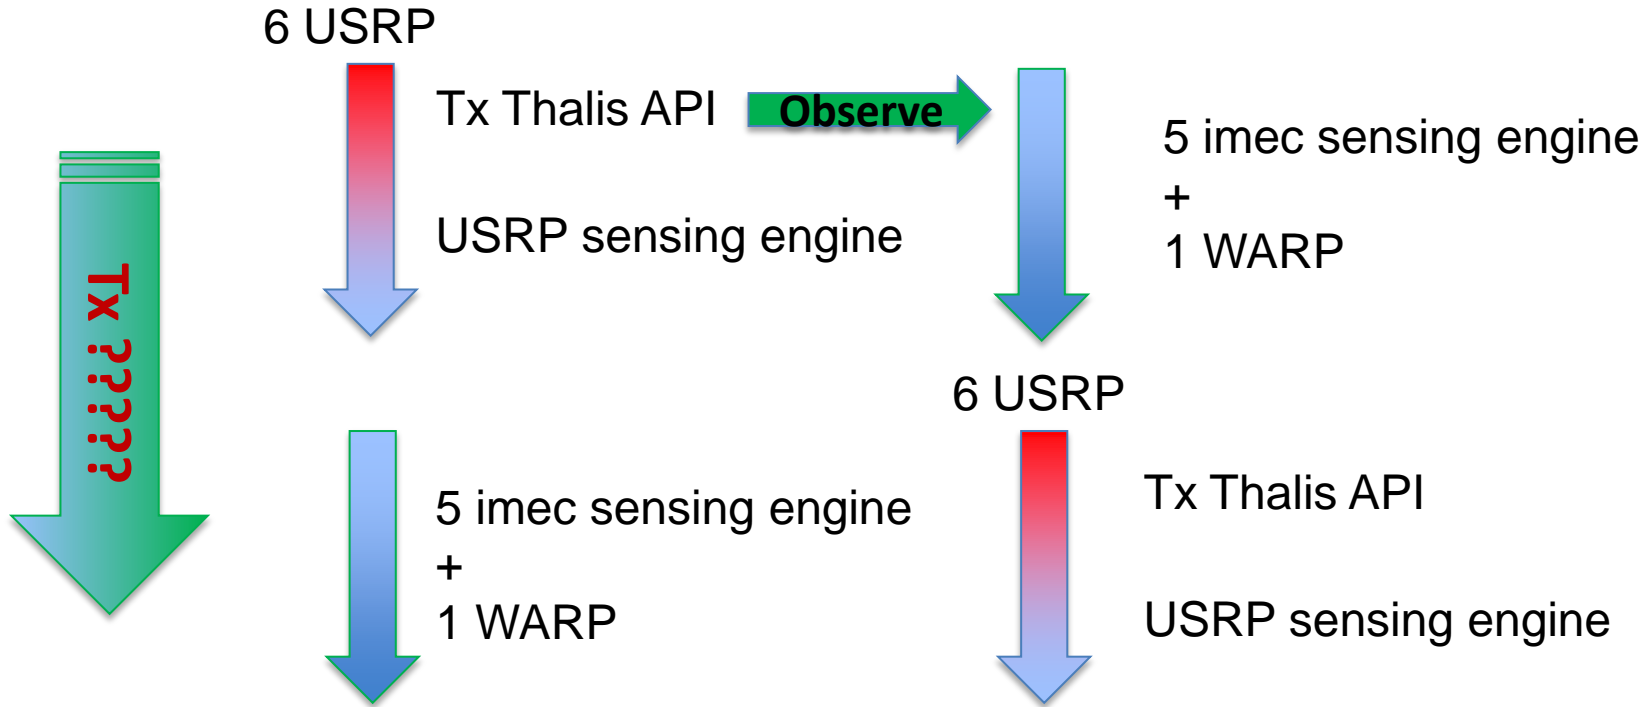 6 USRP
Tx Thalis API
Observe
USRP sensing engine
5 imec sensing engine
+
1 WARP
Tx ?????
5 imec sensing engine
+
1 WARP
6 USRP
Tx Thalis API
USRP sensing engine